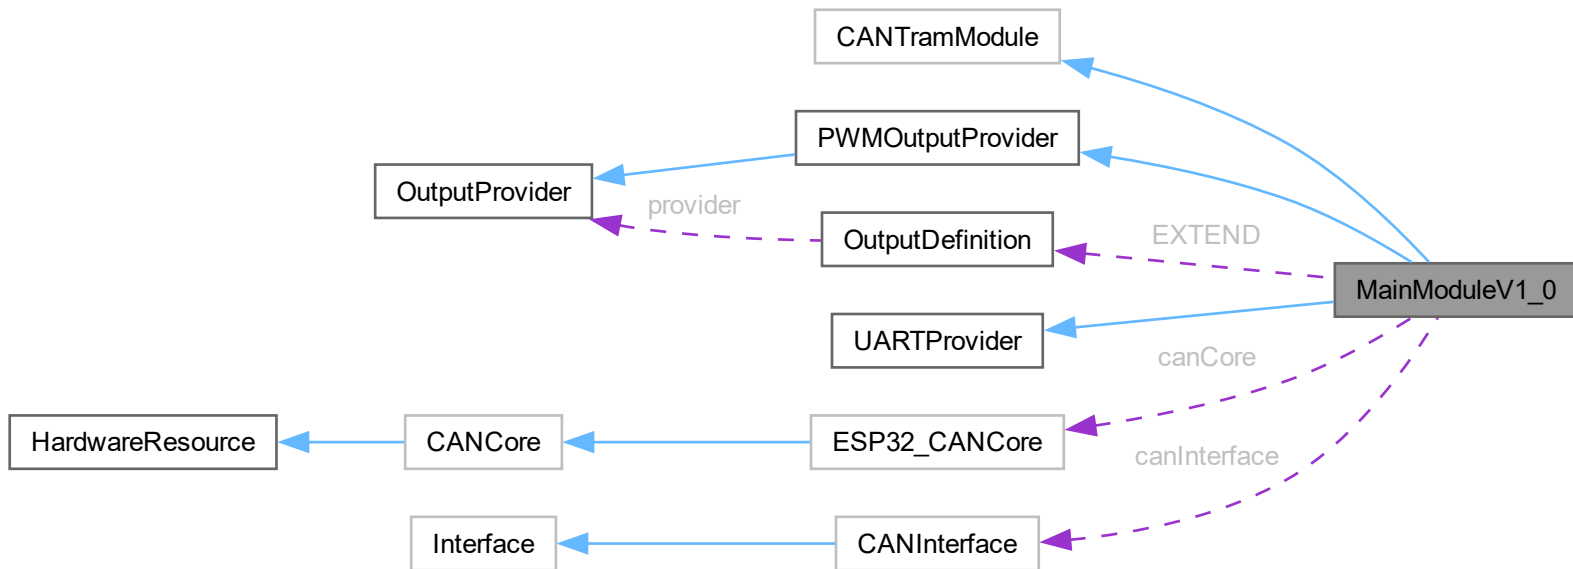 CANTramModule
PWMOutputProvider
OutputProvider
provider
OutputDefinition
EXTEND
MainModuleV1_0
UARTProvider
canCore
HardwareResource
CANCore
ESP32_CANCore
canInterface
Interface
CANInterface